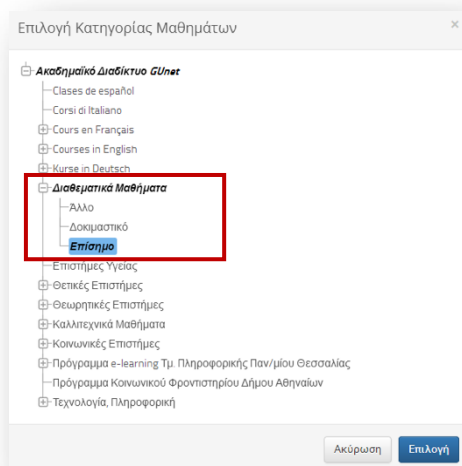 Επιλογή Κατηγορίας Μαθημάτων ×
Ακαδημαϊκό Διαδίκτυο GUnet
Clases de español
Corsi di Italiano
Cours en Français
Courses in English
Kurse in Deutsch
Διαθεματικά Μαθήματα
Άλλο
Δοκιμαστικό
Επίσημο
Επιστήμες Υγείας
Θετικές Επιστήμες
Θεωρητικές Επιστήμες
Καλλιτεχνικά Μαθήματα
Κοινωνικές Επιστήμες
Πρόγραμμα e-learning Τμ. Πληροφορικής Παν/μίου Θεσσαλίας
Πρόγραμμα Κοινωνικού Φροντιστηρίου Δήμου Αθηναίων
Τεχνολογία, Πληροφορική
Ακύρωση Επιλογή